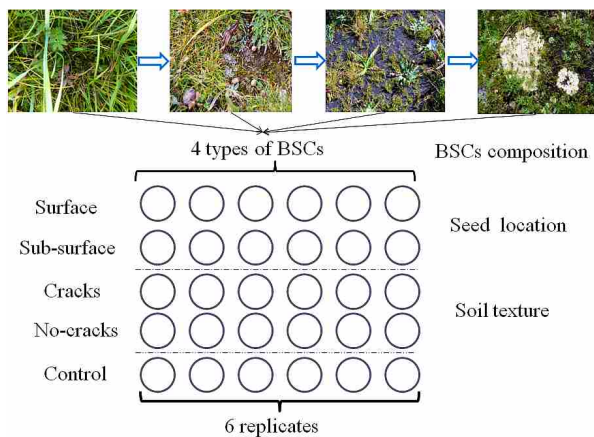 4 types of BSCs
BSCs composition
Surface
Seed location
Sub-surface
Cracks
Soil texture
No-cracks
Control
6 replicates